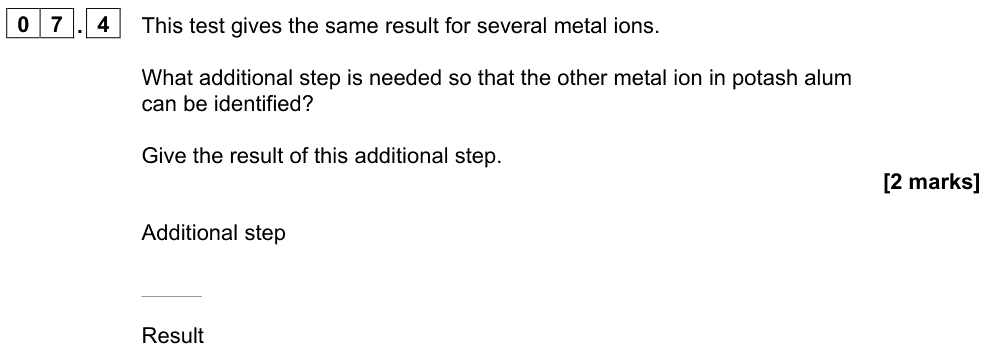 07.4 This test gives the same result for several metal ions.
What additional step is needed so that the other metal ion in potash alum
can be identified?
Give the result of this additional step.
[2 marks]
Additional step
Result